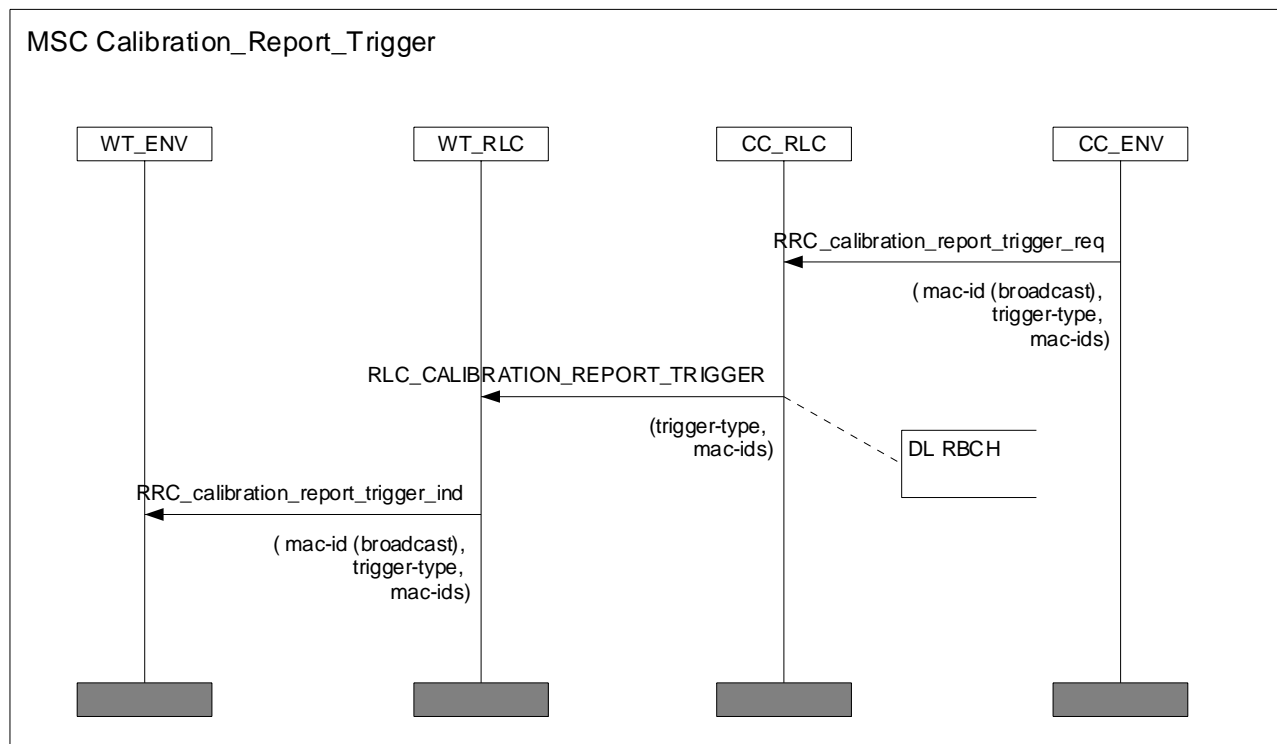 MSC Calibration_Report_Trigger
WT_ENV
WT_RLC
CC_RLC
CC_ENV
RRC_calibration_report_trigger_req
( mac-id (broadcast),
trigger-type,
mac-ids)
RLC_CALIBRATION_REPORT_TRIGGER
(trigger-type,
mac-ids)
DL RBCH
RRC_calibration_report_trigger_ind
( mac-id (broadcast),
trigger-type,
mac-ids)